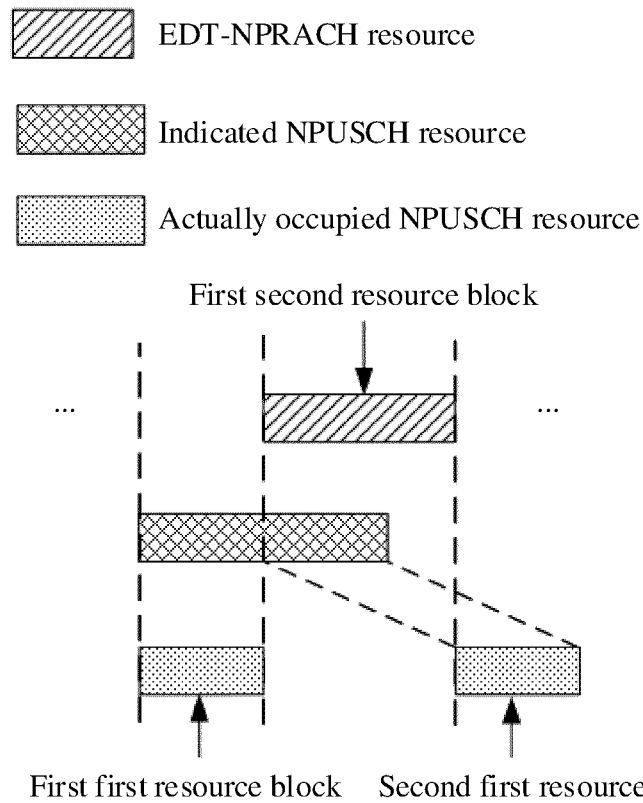 EDT-NPRACH resource
Indicated NPUSCH resource
Actually occupied NPUSCH resource
First second resource block
... ...
First first resource block Second first resource